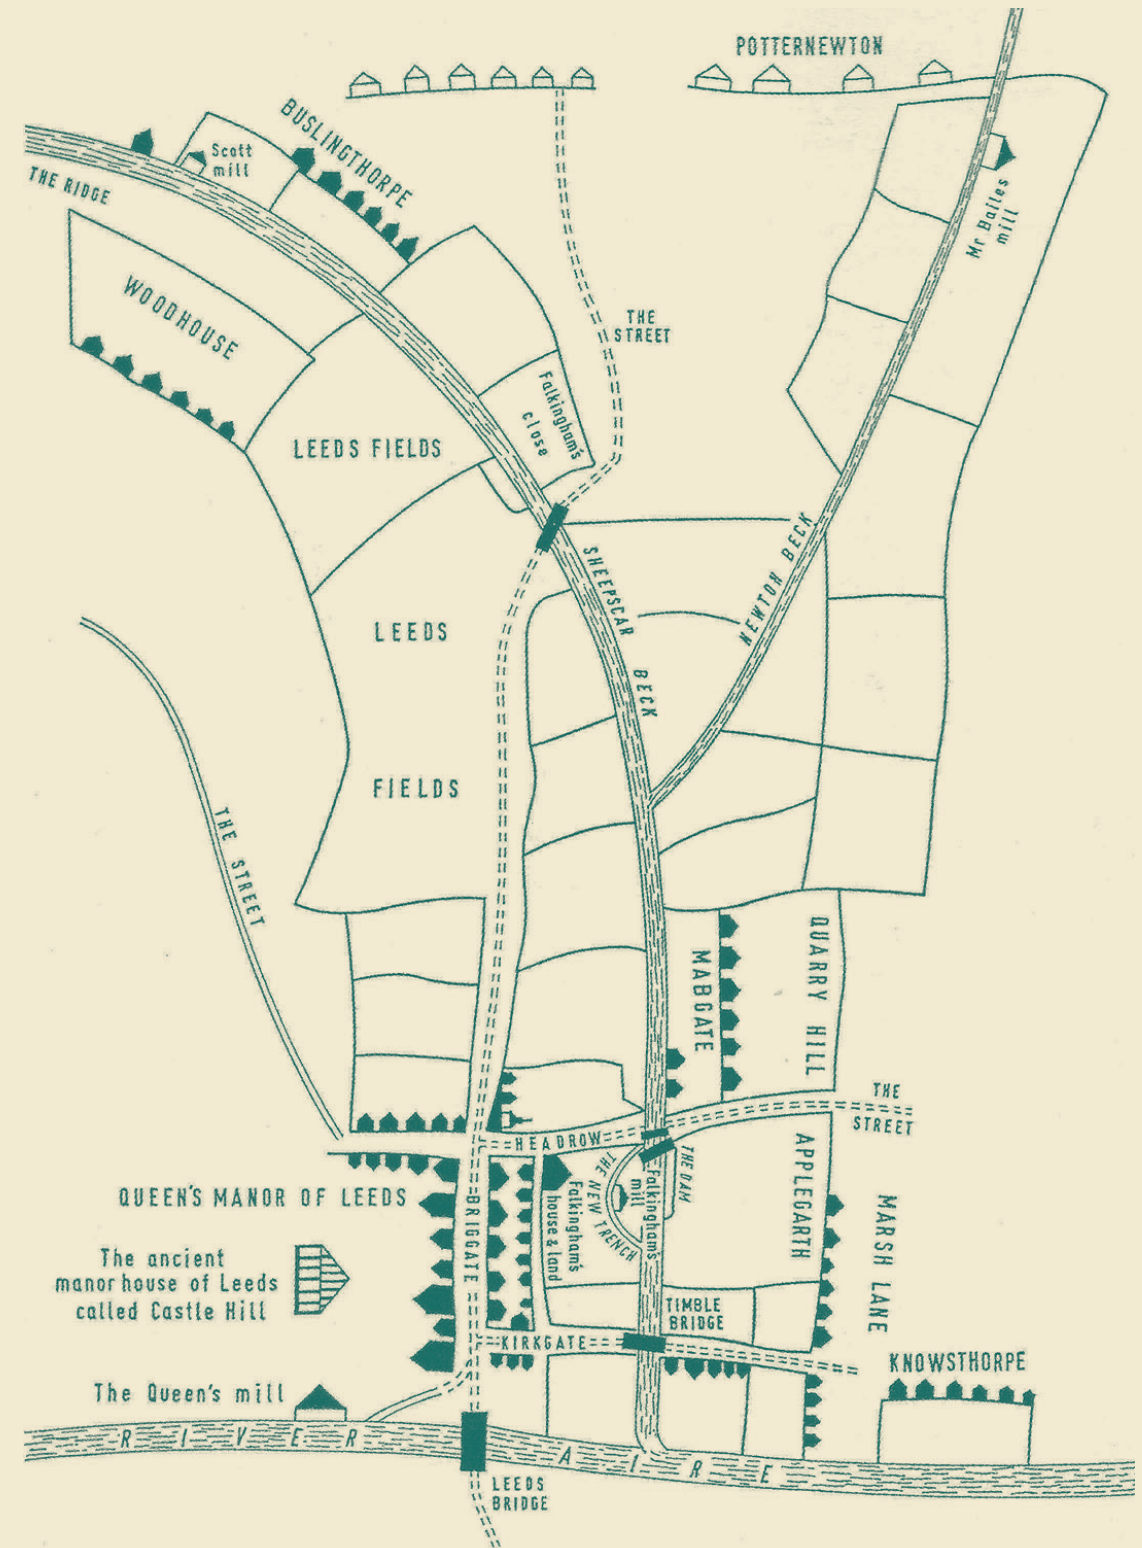 POTTERNEWTON
BUSLINGTHORPE
Scott
mill
THE RIDGE
Mr Bailes
mill
WOODHOUSE
THE
STREET
Falkingham's
close
LEEDS FIELDS
NEWTON BECK
SHEEPSCAR BECK
LEEDS
FIELDS
THE STREET
MABGATE
QUARRY HILL
THE
STREET
HEADROW
THE DAM
THE NEW TRENCH
Falkingham's
mill
Falkingham's
house & land
APPLEGARTH
MARSH LANE
QUEEN'S MANOR OF LEEDS
BRIGGATE
The ancient
manor house of Leeds
called Castle Hill
TIMBLE
BRIDGE
KIRKGATE
KNOWSTHORPE
The Queen's mill
RIVER AIRE
LEEDS
BRIDGE